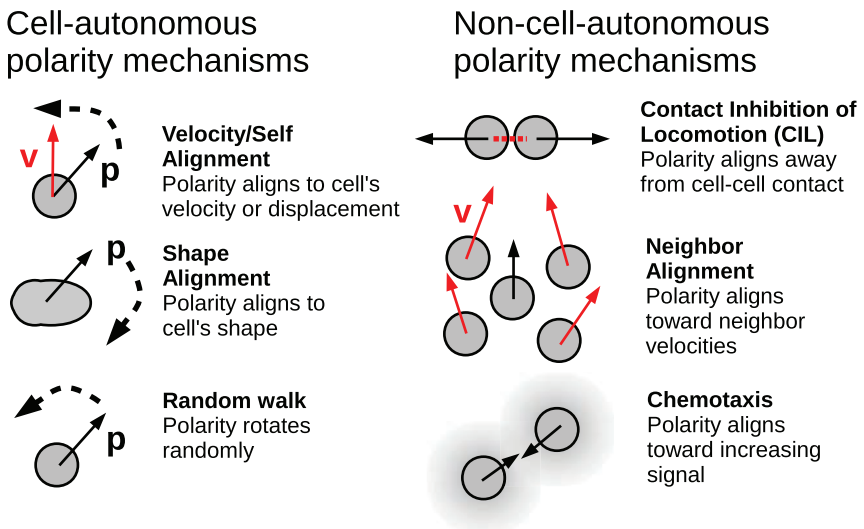 Cell-autonomous
polarity mechanisms
v
p
Velocity/Self
Alignment
Polarity aligns to cell's
velocity or displacement
p
Shape
Alignment
Polarity aligns to
cell's shape
p
Random walk
Polarity rotates
randomly
Non-cell-autonomous
polarity mechanisms
Contact Inhibition of
Locomotion (CIL)
Polarity aligns away
from cell-cell contact
v
Neighbor
Alignment
Polarity aligns
toward neighbor
velocities
Chemotaxis
Polarity aligns
toward increasing
signal